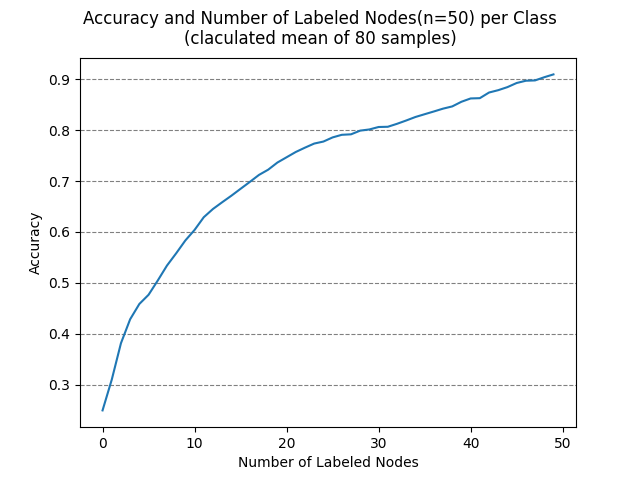 Accuracy and Number of Labeled Nodes(n=50) per Class
(claculated mean of 80 samples)
0.9
0.8
0.7
0.6
0.5
0.4
0.3
Accuracy
0 10 20 30 40 50
Number of Labeled Nodes